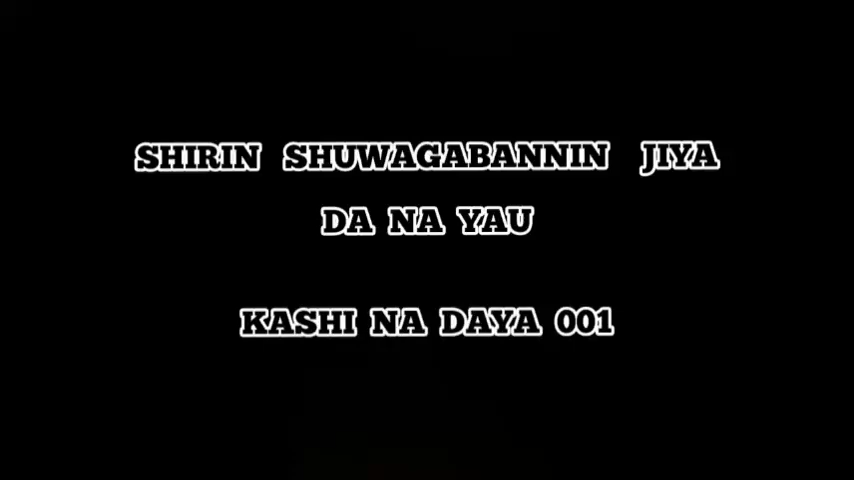 SHIRIN SHUWAGABANNIN JIYA
DA NA YAU
KASHI NA DAYA 001